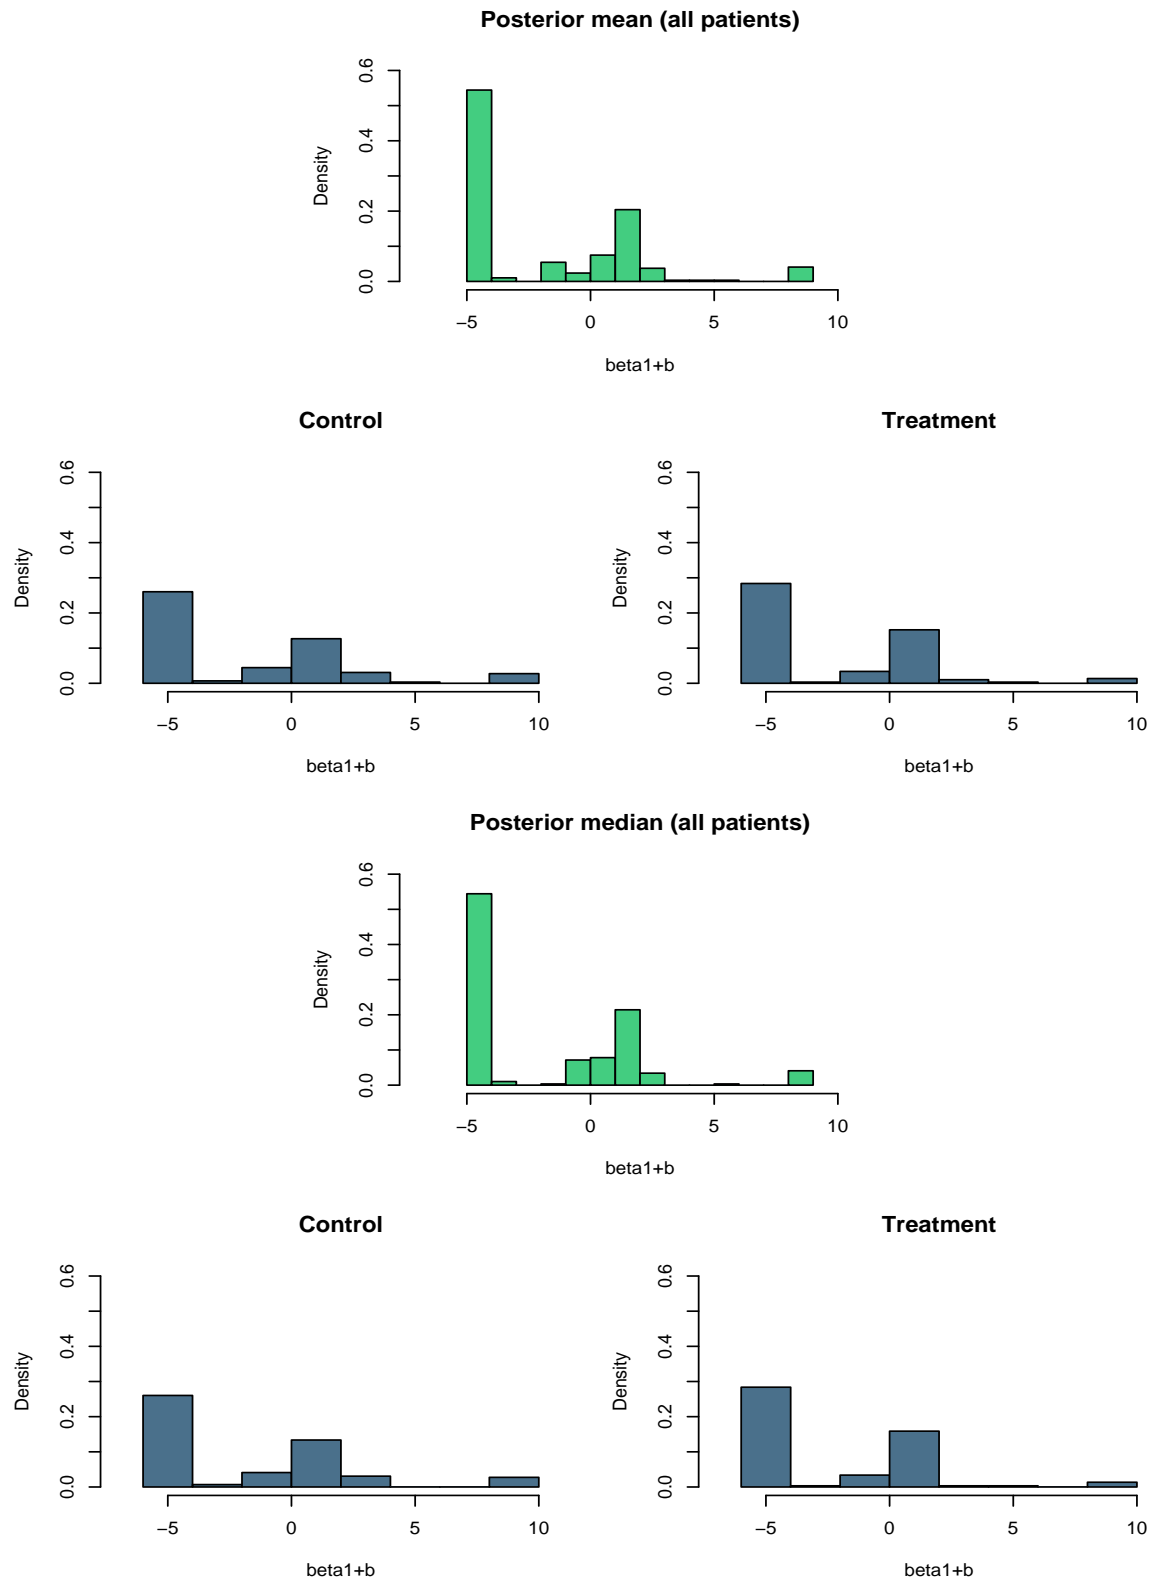 Posterior mean (all patients)
0.0 0.2 0.4 0.6
Density
−5 0 5 10
beta1+b
Control
0.0 0.2 0.4 0.6
Density
−5 0 5 10
beta1+b
Treatment
0.0 0.2 0.4 0.6
Density
−5 0 5 10
beta1+b
Posterior median (all patients)
0.0 0.2 0.4 0.6
Density
−5 0 5 10
beta1+b
Control
0.0 0.2 0.4 0.6
Density
−5 0 5 10
beta1+b
Treatment
0.0 0.2 0.4 0.6
Density
−5 0 5 10
beta1+b